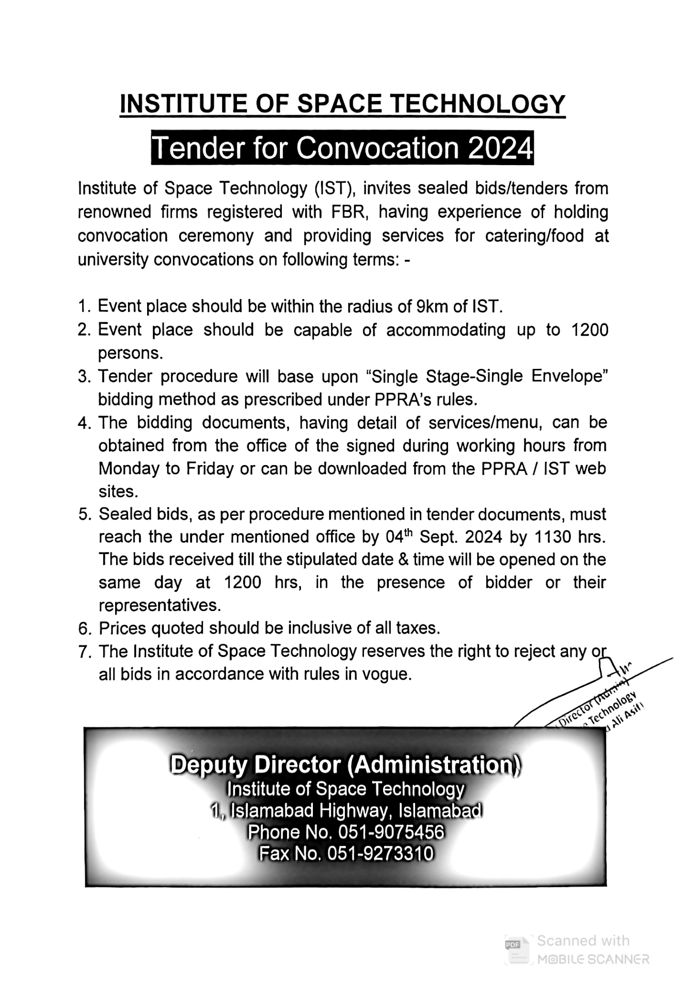 INSTITUTE OF SPACE TECHNOLOGY
Tender for Convocation 2024
Institute of Space Technology (IST), invites sealed bids/tenders from
renowned firms registered with FBR, having experience of holding
convocation ceremony and providing services for catering/food at
university convocations on following terms: -
1. Event place should be within the radius of 9km of IST.
2. Event place should be capable of accommodating up to 1200
persons.
3. Tender procedure will base upon “Single Stage-Single Envelope”
bidding method as prescribed under PPRA’s rules.
4. The bidding documents, having detail of services/menu, can be
obtained from the office of the signed during working hours from
Monday to Friday or can be downloaded from the PPRA / IST web
sites.
5. Sealed bids, as per procedure mentioned in tender documents, must
reach the under mentioned office by 04th Sept. 2024 by 1130 hrs.
The bids received till the stipulated date & time will be opened on the
same day at 1200 hrs, in the presence of bidder or their
representatives.
6. Prices quoted should be inclusive of all taxes.
7. The Institute of Space Technology reserves the right to reject any or
all bids in accordance with rules in vogue.
Director (Admin)
Technology
Ali Asif
Deputy Director (Administration)
Institute of Space Technology
1, Islamabad Highway, Islamabad
Phone No. 051-9075456
Fax No. 051-9273310
PDF
Scanned with
MOBILE SCANNER